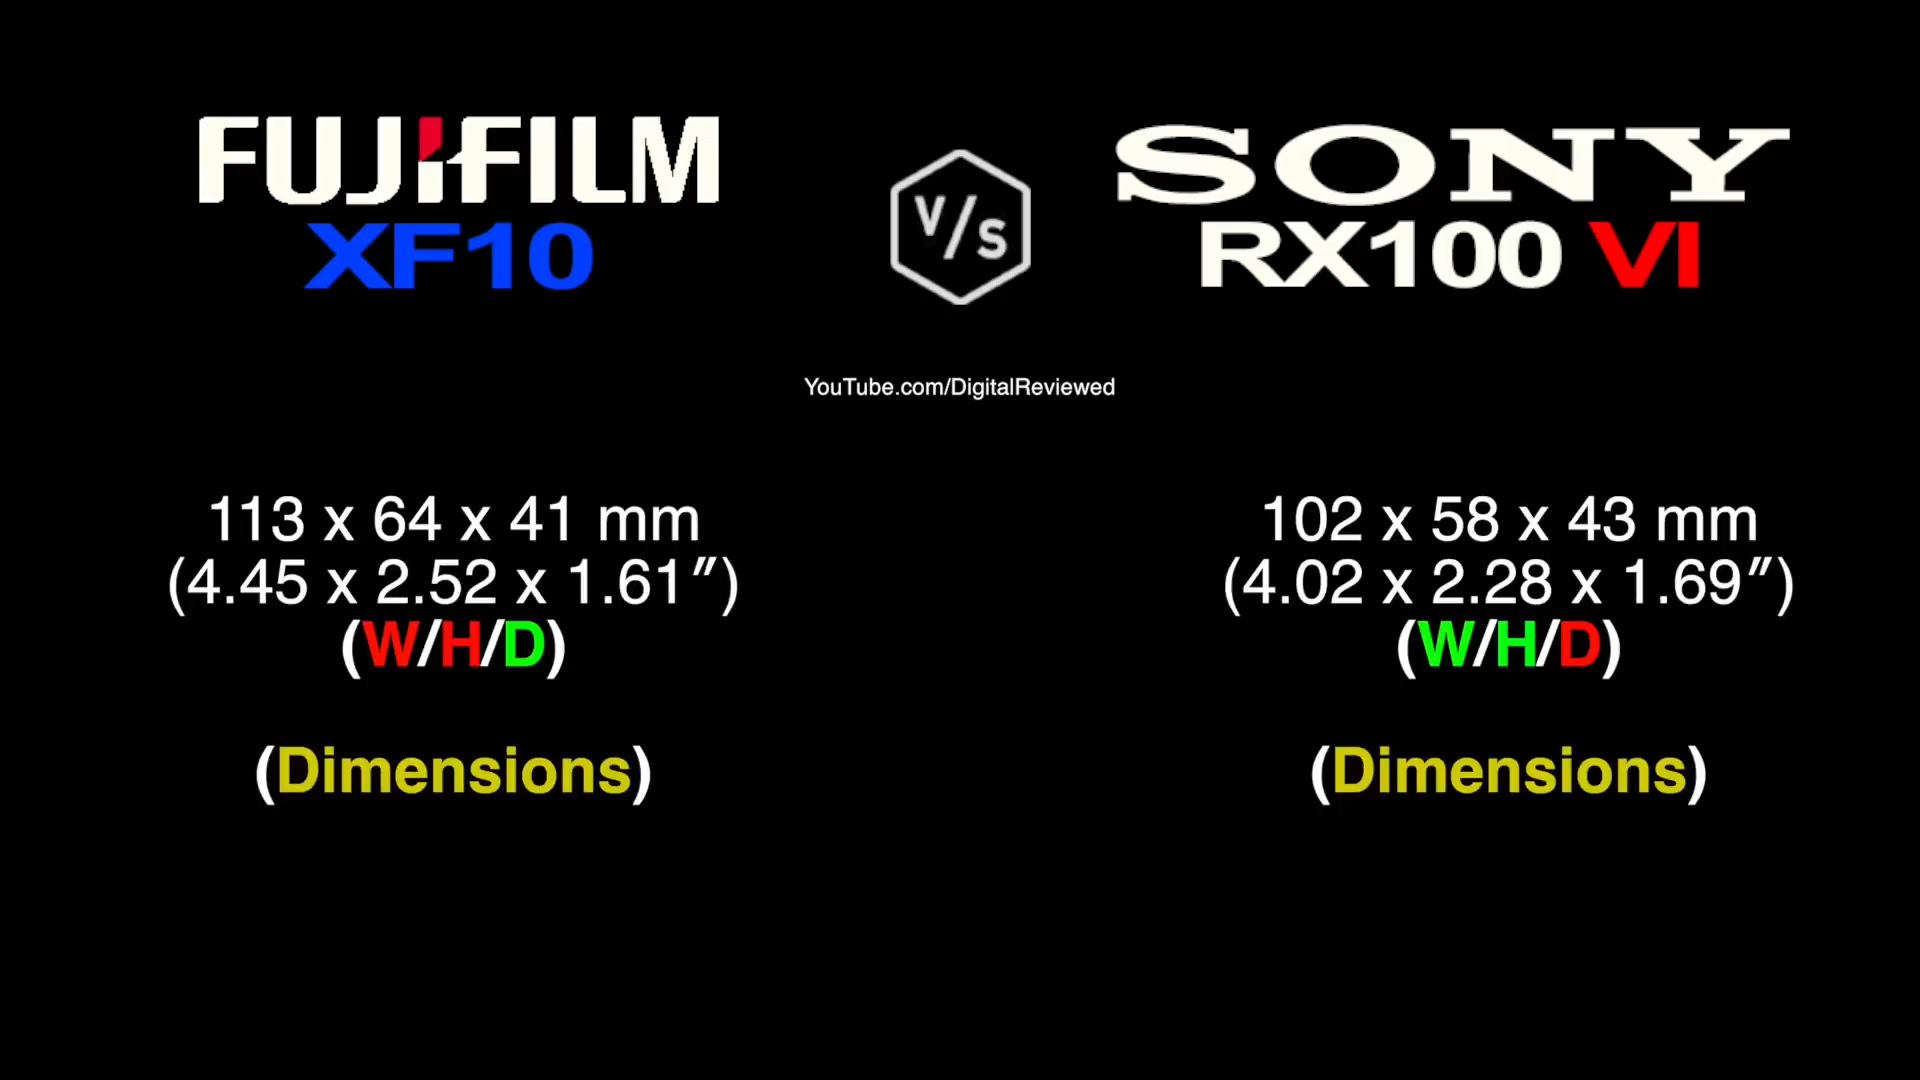 FUJIFILM
XF10
V/S
SONY
RX100 VI
YouTube.com/DigitalReviewed
113 x 64 x 41 mm
(4.45 x 2.52 x 1.61″)
(W/H/D)
(Dimensions)
102 x 58 x 43 mm
(4.02 x 2.28 x 1.69″)
(W/H/D)
(Dimensions)